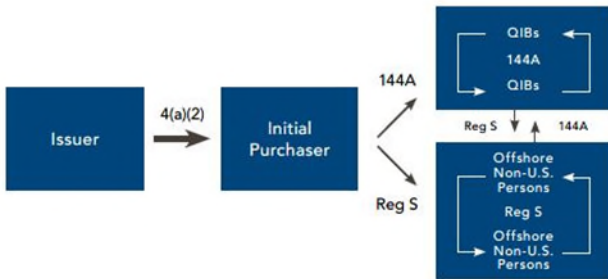 Issuer
4(a)(2)
Initial
Purchaser
144A
Reg S
QIBs
144A
QIBs
Reg S
144A
Offshore
Non-U.S.
Persons
Reg S
Offshore
Non-U.S.
Persons